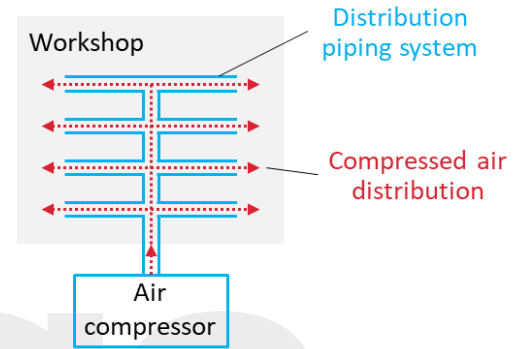 Distribution
piping system
Workshop
Compressed air
distribution
Air
compressor